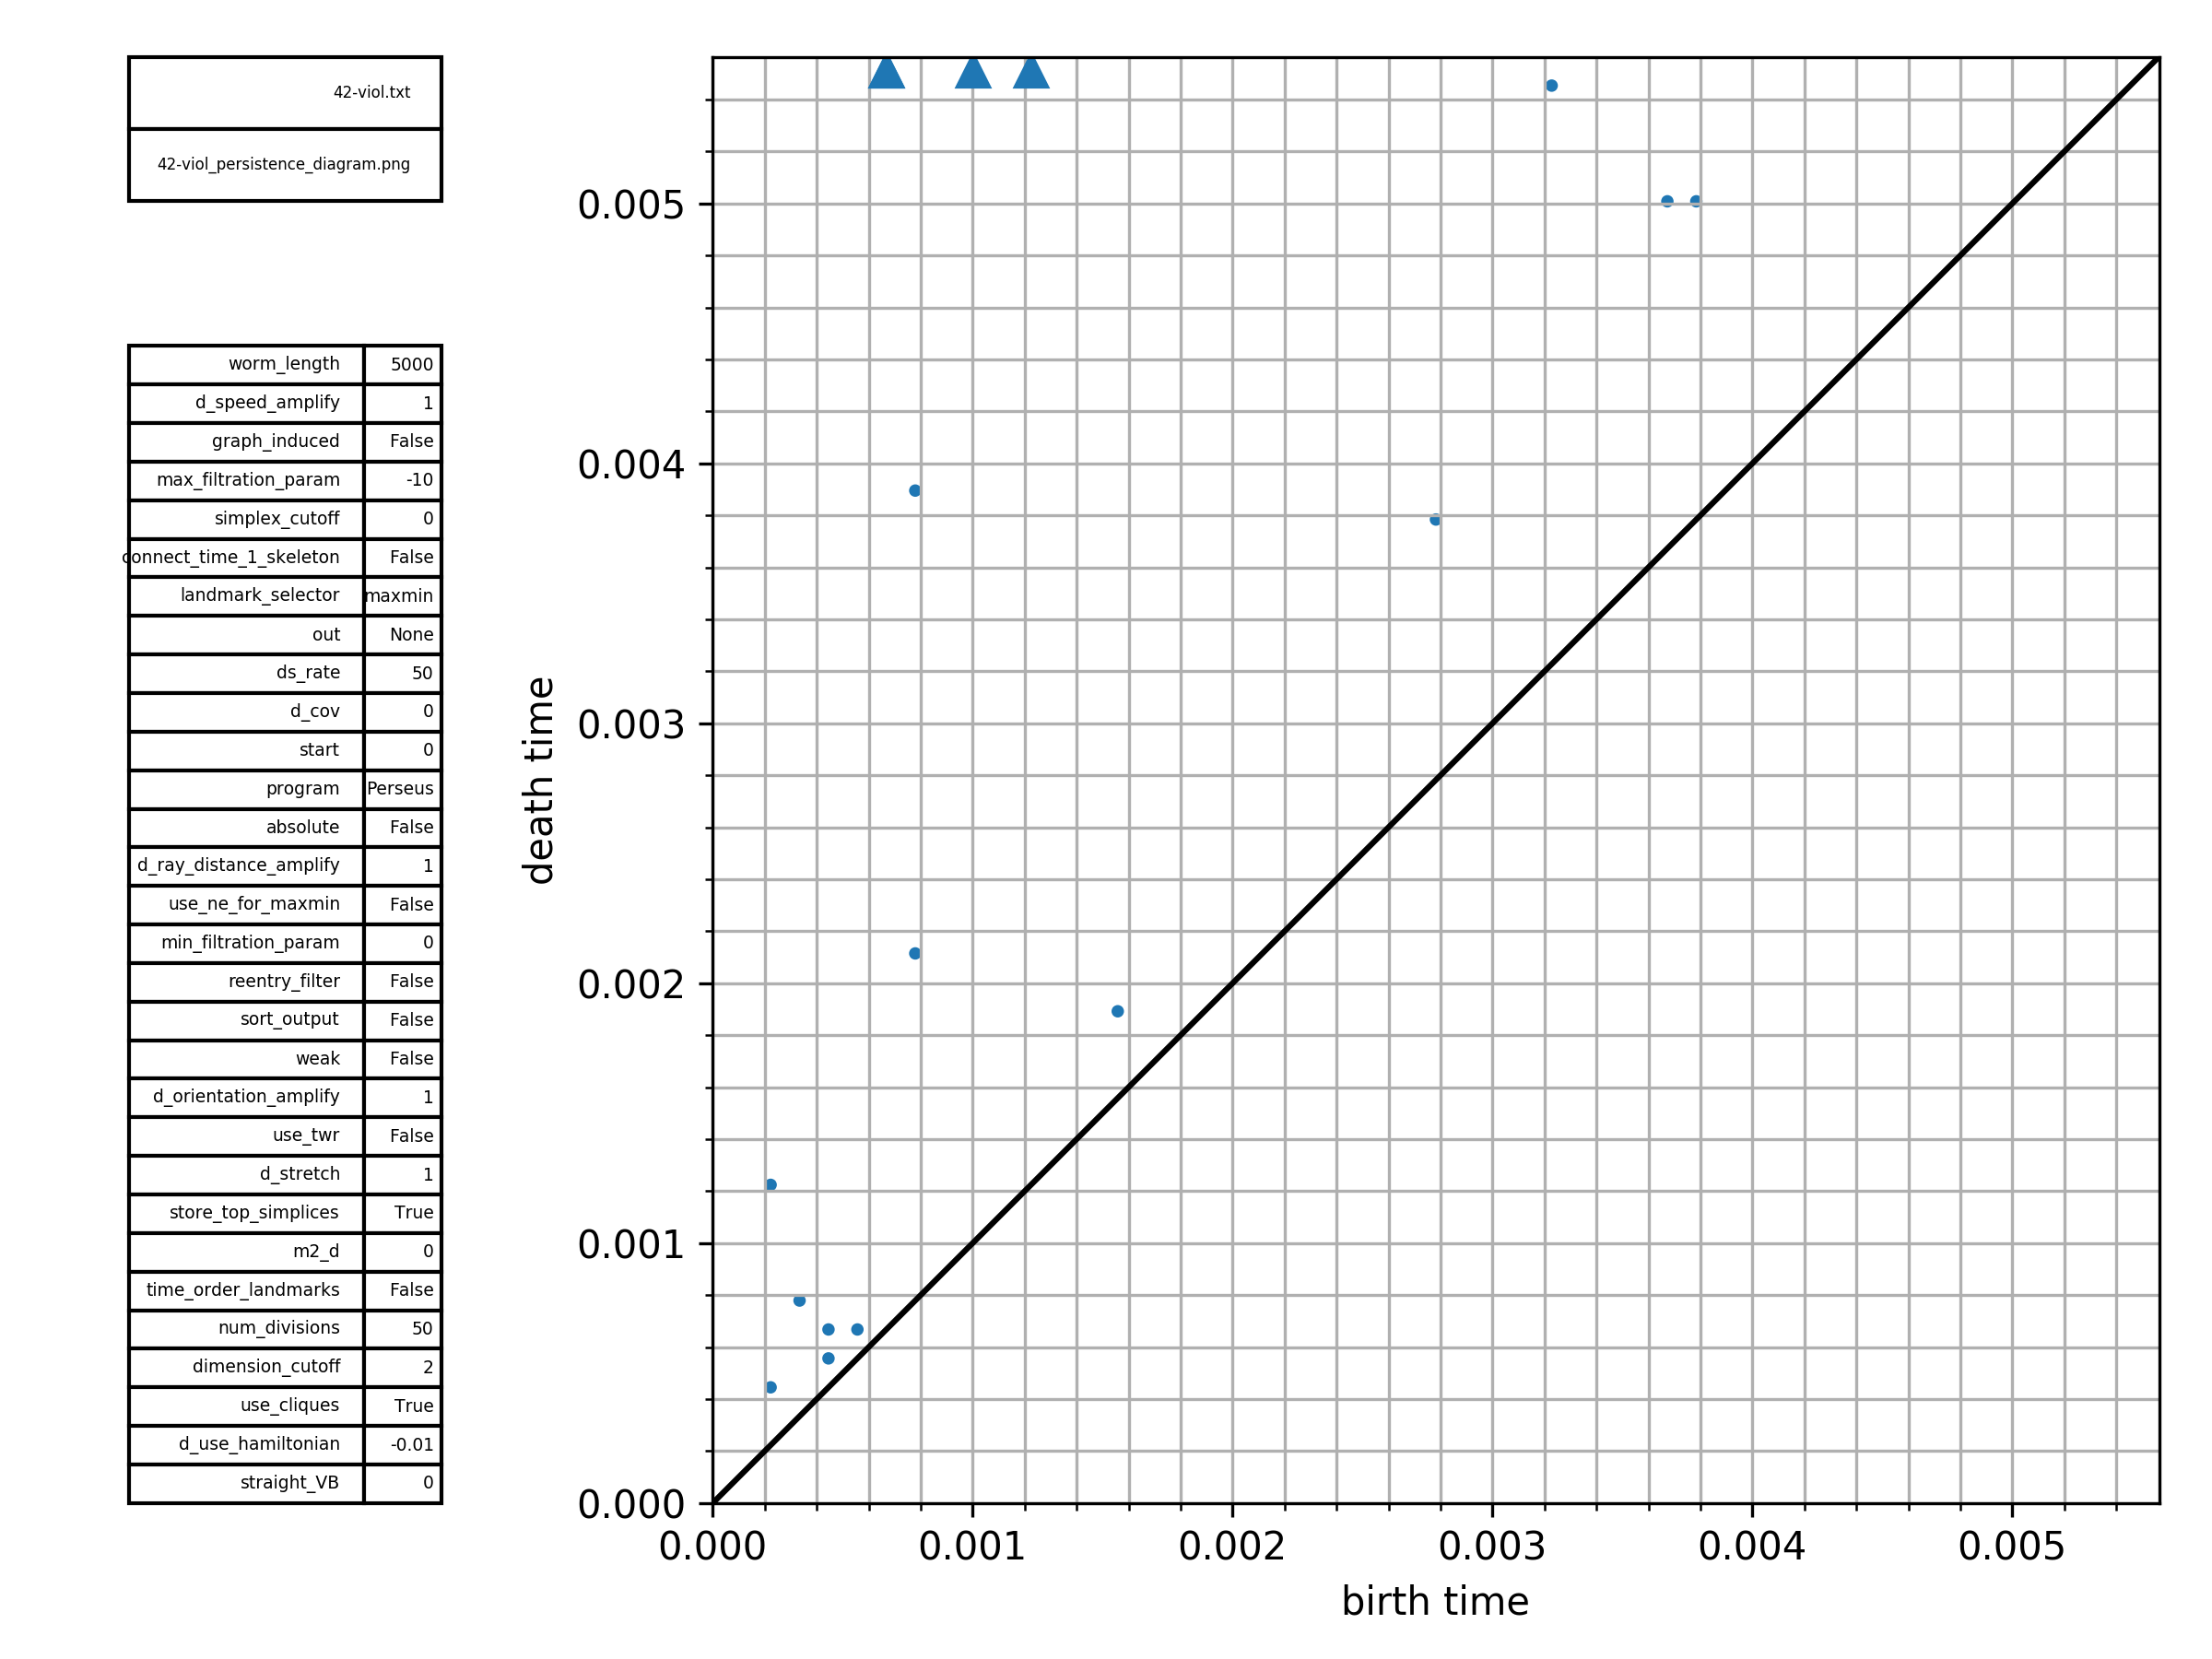 42-viol.txt
42-viol_persistence_diagram.png
worm_length 5000
d_speed_amplify 1
graph_induced False
max_filtration_param -10
simplex_cutoff 0
connect_time_1_skeleton False
landmark_selector maxmin
out None
ds_rate 50
d_cov 0
start 0
program Perseus
absolute False
d_ray_distance_amplify 1
use_ne_for_maxmin False
min_filtration_param 0
reentry_filter False
sort_output False
weak False
d_orientation_amplify 1
use_twr False
d_stretch 1
store_top_simplices True
m2_d 0
time_order_landmarks False
num_divisions 50
dimension_cutoff 2
use_cliques True
d_use_hamiltonian -0.01
straight_VB 0
death time
0.005
0.004
0.003
0.002
0.001
0.000
0.000 0.001 0.002 0.003 0.004 0.005
birth time